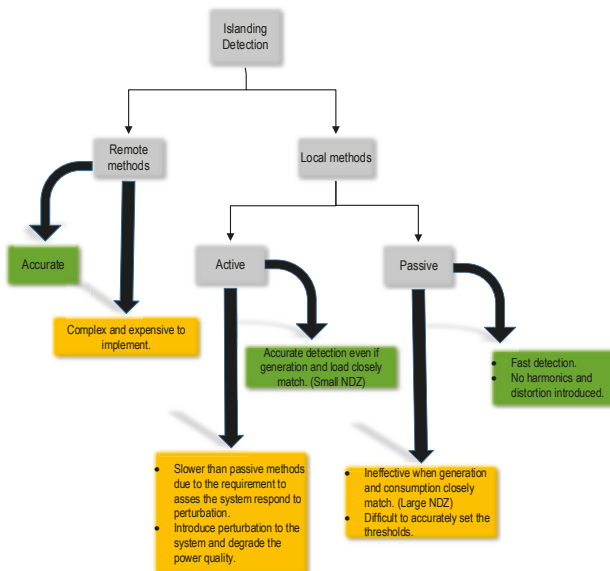 Islanding
Detection
Remote
methods
Local methods
Accurate
Active
Passive
Complex and expensive to
implement.
Accurate detection even if
generation and load closely
match. (Small NDZ)
• Fast detection.
• No harmonics and
distortion introduced.
• Slower than passive methods
due to the requirement to
asses the system respond to
perturbation.
• Introduce perturbation to the
system and degrade the
power quality.
• Ineffective when generation
and consumption closely
match. (Large NDZ)
• Difficult to accurately set the
thresholds.